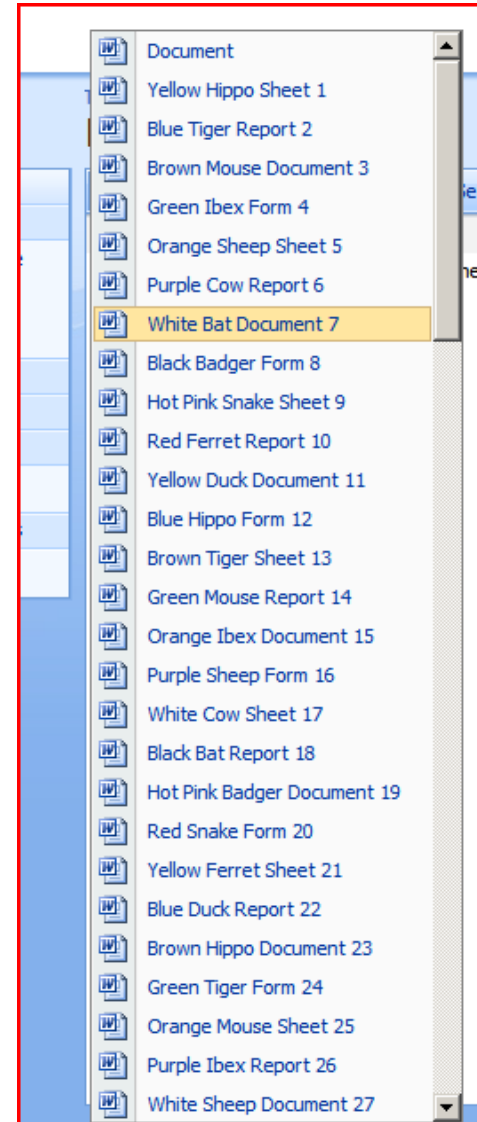 Document
Yellow Hippo Sheet 1
Blue Tiger Report 2
Brown Mouse Document 3
Green Ibex Form 4
Orange Sheep Sheet 5
Purple Cow Report 6
White Bat Document 7
Black Badger Form 8
Hot Pink Snake Sheet 9
Red Ferret Report 10
Yellow Duck Document 11
Blue Hippo Form 12
Brown Tiger Sheet 13
Green Mouse Report 14
Orange Ibex Document 15
Purple Sheep Form 16
White Cow Sheet 17
Black Bat Report 18
Hot Pink Badger Document 19
Red Snake Form 20
Yellow Ferret Sheet 21
Blue Duck Report 22
Brown Hippo Document 23
Green Tiger Form 24
Orange Mouse Sheet 25
Purple Ibex Report 26
White Sheep Document 27